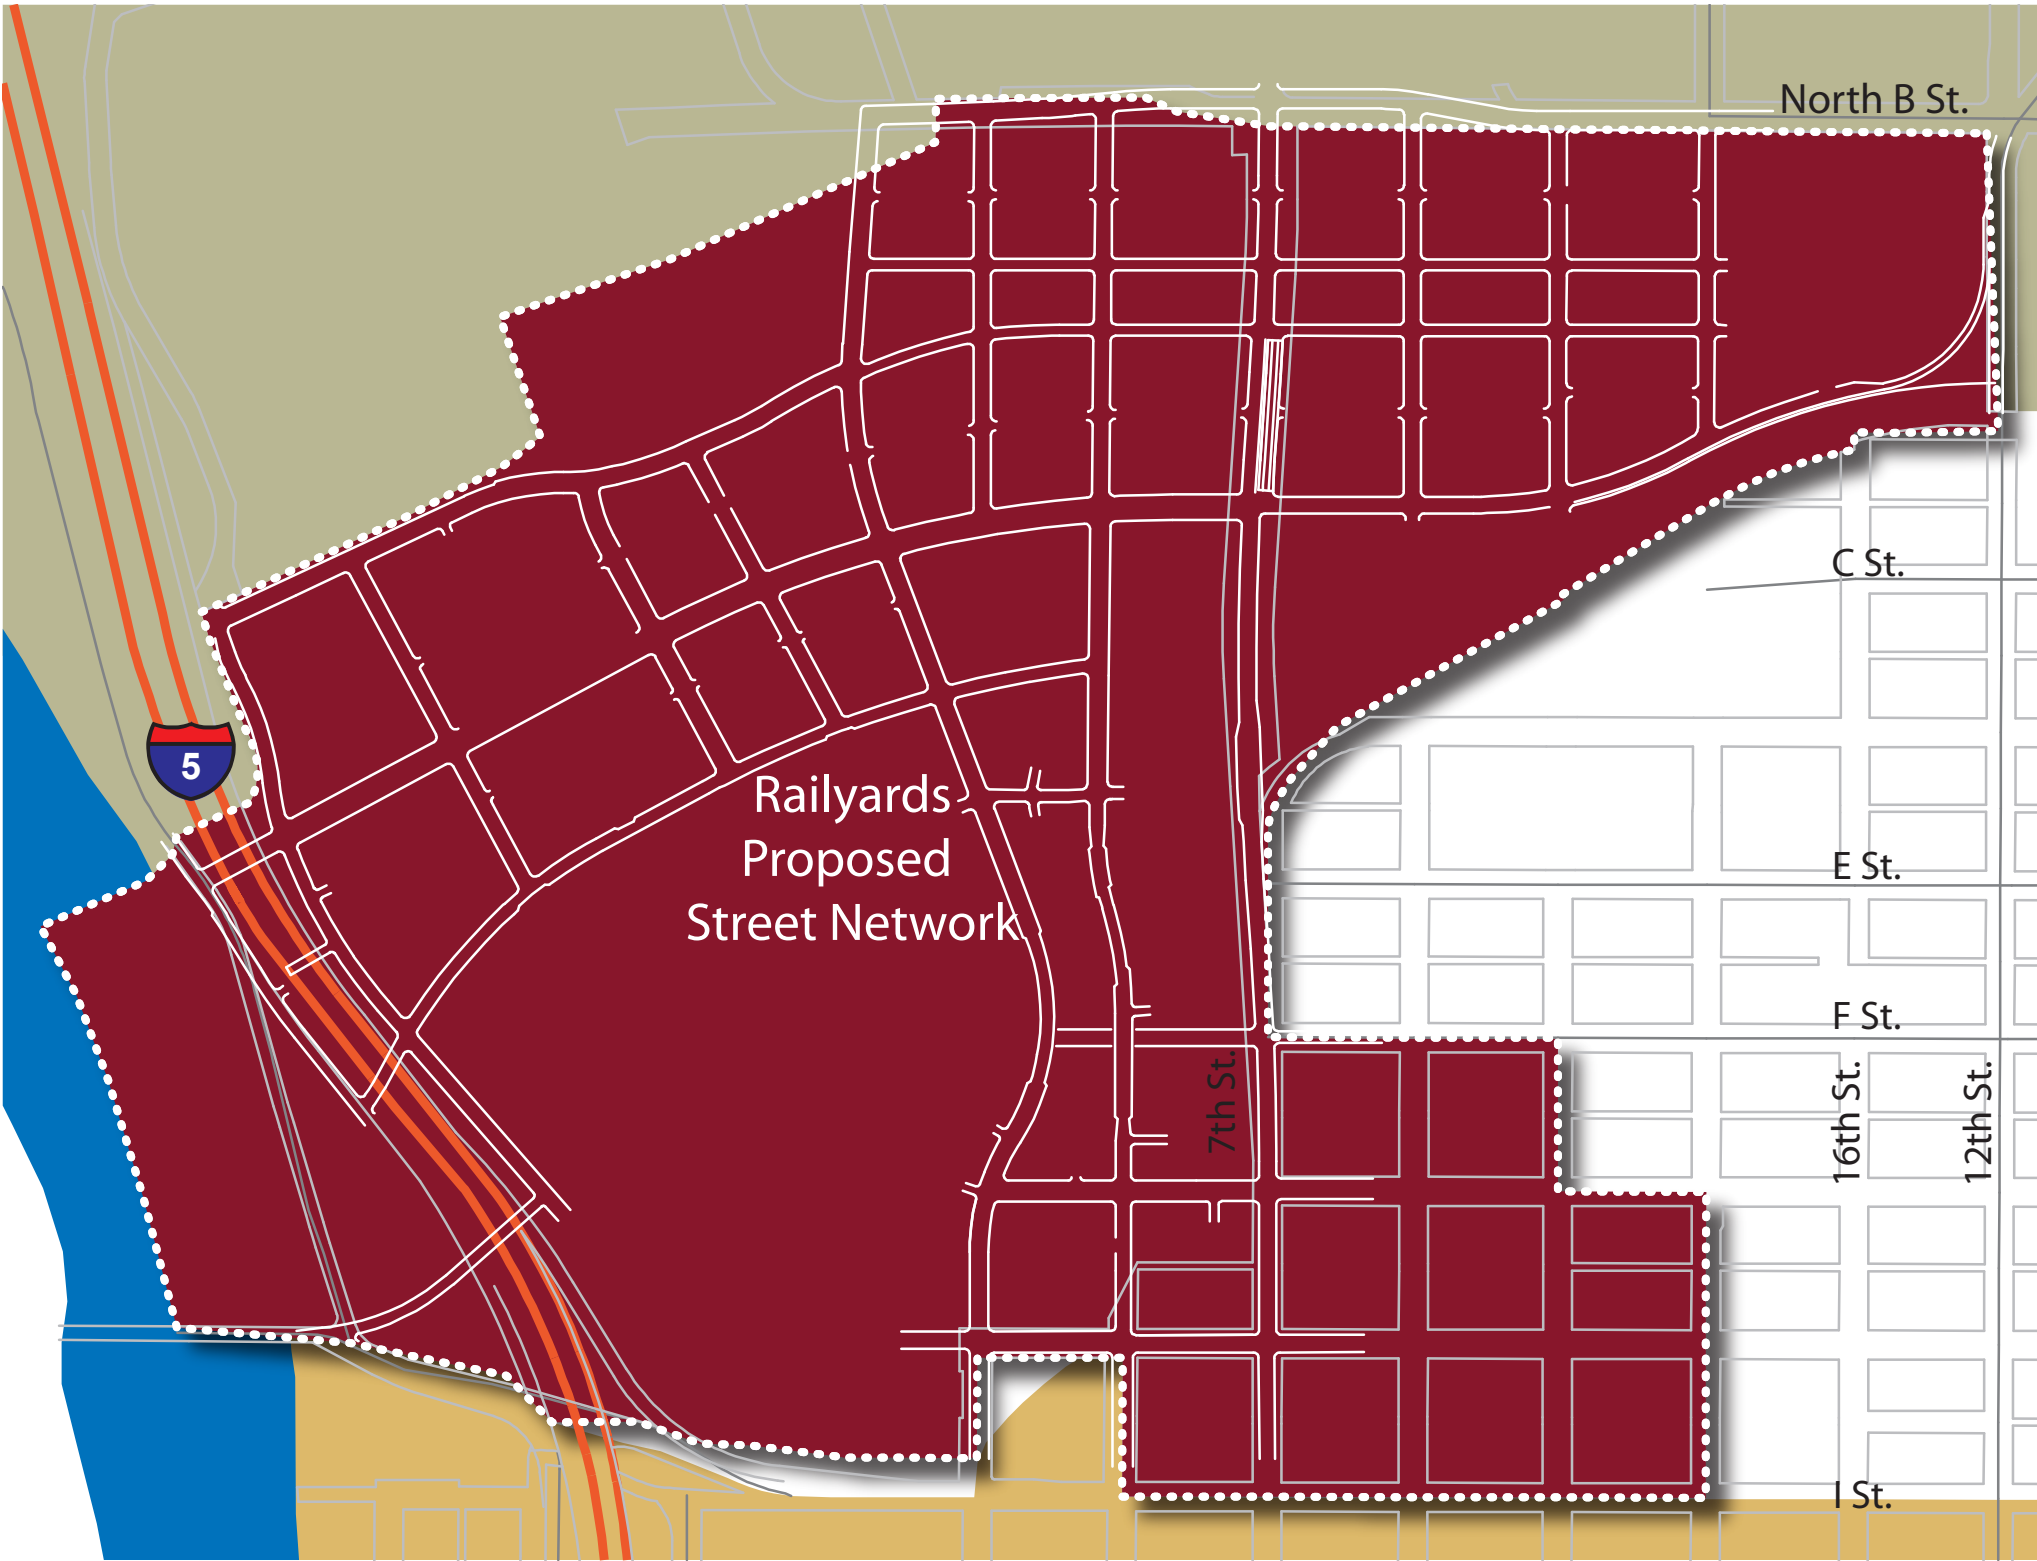 North B St.
C St.
5
Railyards
Proposed
Street Network
E St.
F St.
7th St.
16th St.
12th St.
I St.